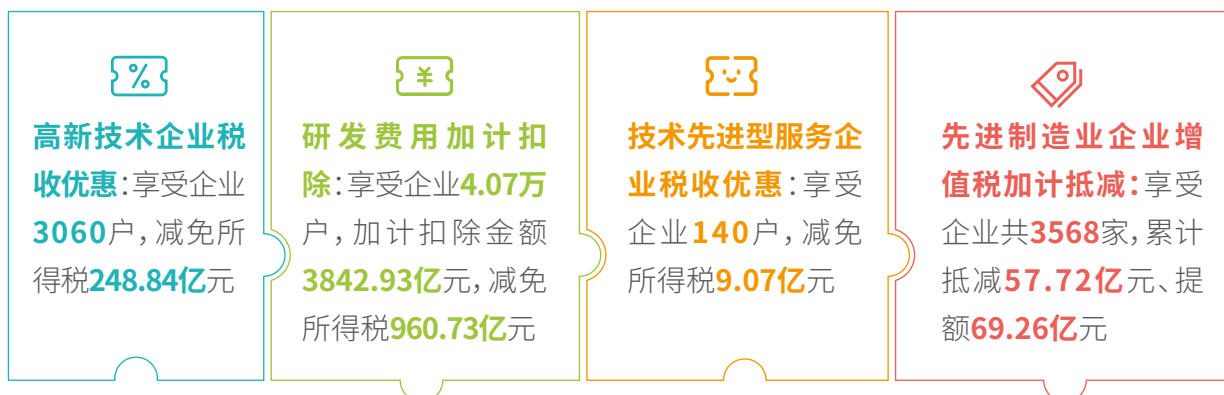 高新技术企业税
收优惠：享受企业
3060户，减免所
得税248.84亿元
研发费用加计扣
除：享受企业4.07万
户，加计扣除金额
3842.93亿元，减免
所得税960.73亿元
技术先进型服务企
业税收优惠：享受
企业140户，减免
所得税9.07亿元
先进制造业企业增
值税加计抵减：享受
企业共3568家，累计
抵减57.72亿元、提
额69.26亿元